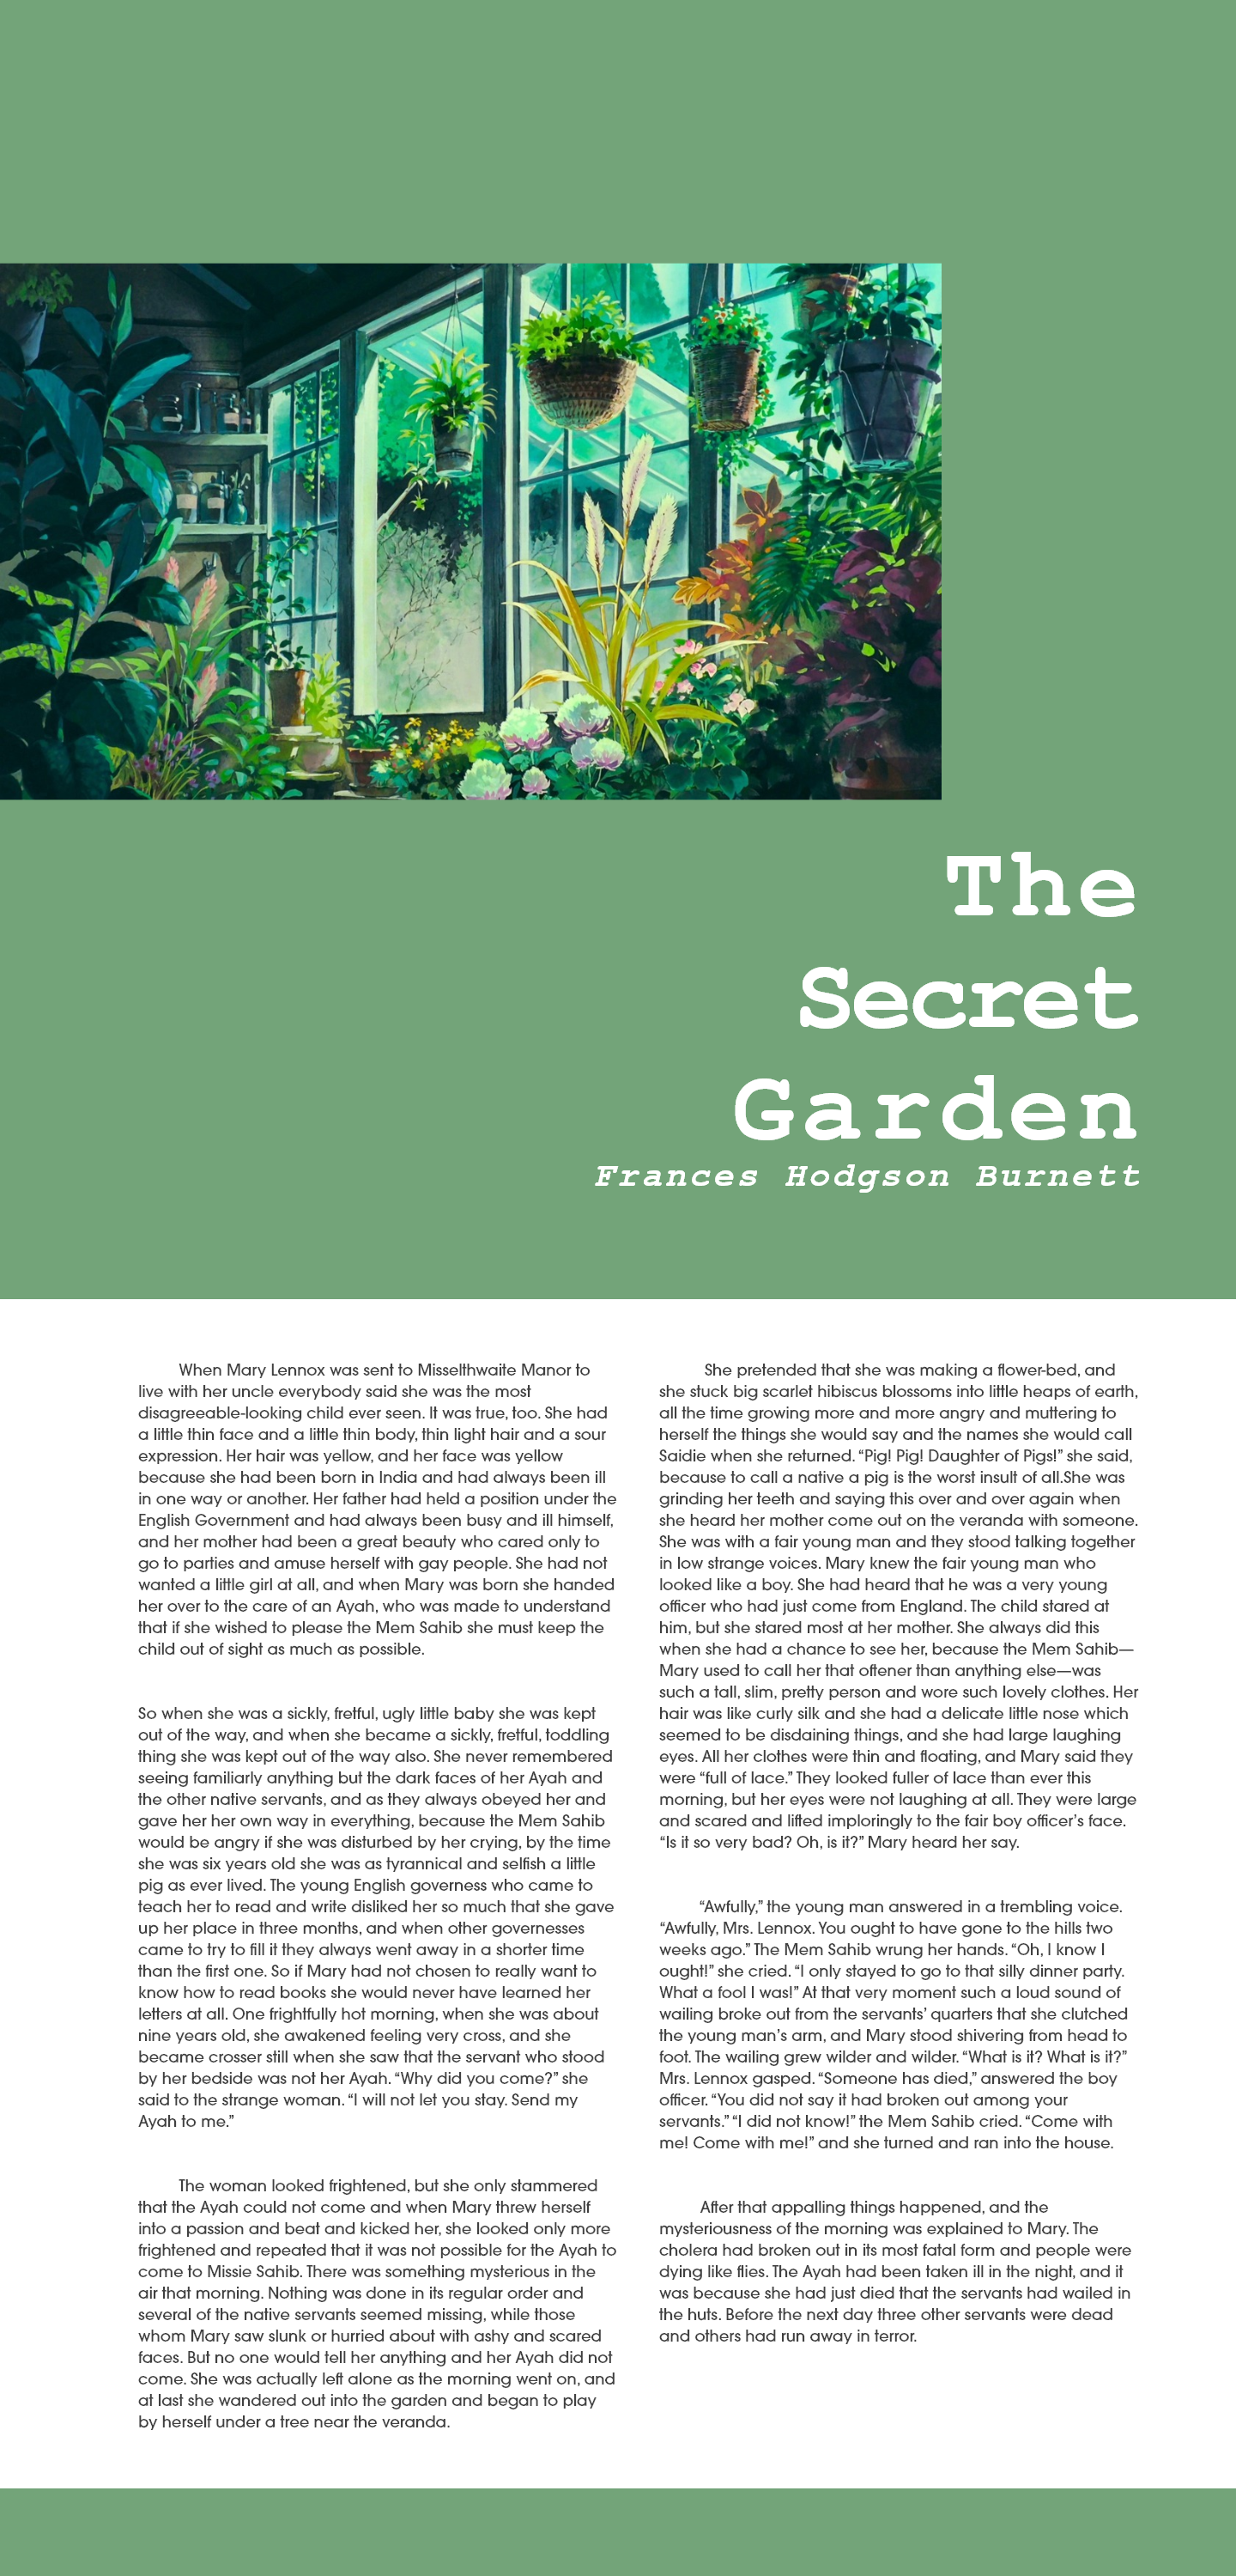 The
Secret
Garden
Frances Hodgson Burnett
When Mary Lennox was sent to Misselthwaite Manor to
live with her uncle everybody said she was the most
disagreeable-looking child ever seen. It was true, too. She had
a little thin face and a little thin body, thin light hair and a sour
expression. Her hair was yellow, and her face was yellow
because she had been born in India and had always been ill
in one way or another. Her father had held a position under the
English Government and had always been busy and ill himself,
and her mother had been a great beauty who cared only to
go to parties and amuse herself with gay people. She had not
wanted a little girl at all, and when Mary was born she handed
her over to the care of an Ayah, who was made to understand
that if she wished to please the Mem Sahib she must keep the
child out of sight as much as possible.
So when she was a sickly, fretful, ugly little baby she was kept
out of the way, and when she became a sickly, fretful, toddling
thing she was kept out of the way also. She never remembered
seeing familiarly anything but the dark faces of her Ayah and
the other native servants, and as they always obeyed her and
gave her her own way in everything, because the Mem Sahib
would be angry if she was disturbed by her crying, by the time
she was six years old she was as tyrannical and selfish a little
pig as ever lived. The young English governess who came to
teach her to read and write disliked her so much that she gave
up her place in three months, and when other governesses
came to try to fill it they always went away in a shorter time
than the first one. So if Mary had not chosen to really want to
know how to read books she would never have learned her
letters at all. One frightfully hot morning, when she was about
nine years old, she awakened feeling very cross, and she
became crosser still when she saw that the servant who stood
by her bedside was not her Ayah. “Why did you come?” she
said to the strange woman. “I will not let you stay. Send my
Ayah to me.”
The woman looked frightened, but she only stammered
that the Ayah could not come and when Mary threw herself
into a passion and beat and kicked her, she looked only more
frightened and repeated that it was not possible for the Ayah to
come to Missie Sahib. There was something mysterious in the
air that morning. Nothing was done in its regular order and
several of the native servants seemed missing, while those
whom Mary saw slunk or hurried about with ashy and scared
faces. But no one would tell her anything and her Ayah did not
come. She was actually left alone as the morning went on, and
at last she wandered out into the garden and began to play
by herself under a tree near the veranda.
She pretended that she was making a flower-bed, and
she stuck big scarlet hibiscus blossoms into little heaps of earth,
all the time growing more and more angry and muttering to
herself the things she would say and the names she would call
Saidie when she returned. “Pig! Pig! Daughter of Pigs!” she said,
because to call a native a pig is the worst insult of all.She was
grinding her teeth and saying this over and over again when
she heard her mother come out on the veranda with someone.
She was with a fair young man and they stood talking together
in low strange voices. Mary knew the fair young man who
looked like a boy. She had heard that he was a very young
officer who had just come from England. The child stared at
him, but she stared most at her mother. She always did this
when she had a chance to see her, because the Mem Sahib—
Mary used to call her that oftener than anything else—was
such a tall, slim, pretty person and wore such lovely clothes. Her
hair was like curly silk and she had a delicate little nose which
seemed to be disdaining things, and she had large laughing
eyes. All her clothes were thin and floating, and Mary said they
were “full of lace.” They looked fuller of lace than ever this
morning, but her eyes were not laughing at all. They were large
and scared and lifted imploringly to the fair boy officer’s face.
“Is it so very bad? Oh, is it?” Mary heard her say.
“Awfully,” the young man answered in a trembling voice.
“Awfully, Mrs. Lennox. You ought to have gone to the hills two
weeks ago.” The Mem Sahib wrung her hands. “Oh, I know I
ought!” she cried. “I only stayed to go to that silly dinner party.
What a fool I was!” At that very moment such a loud sound of
wailing broke out from the servants’ quarters that she clutched
the young man’s arm, and Mary stood shivering from head to
foot. The wailing grew wilder and wilder. “What is it? What is it?”
Mrs. Lennox gasped. “Someone has died,” answered the boy
officer. “You did not say it had broken out among your
servants.” “I did not know!” the Mem Sahib cried. “Come with
me! Come with me!” and she turned and ran into the house.
After that appalling things happened, and the
mysteriousness of the morning was explained to Mary. The
cholera had broken out in its most fatal form and people were
dying like flies. The Ayah had been taken ill in the night, and it
was because she had just died that the servants had wailed in
the huts. Before the next day three other servants were dead
and others had run away in terror.